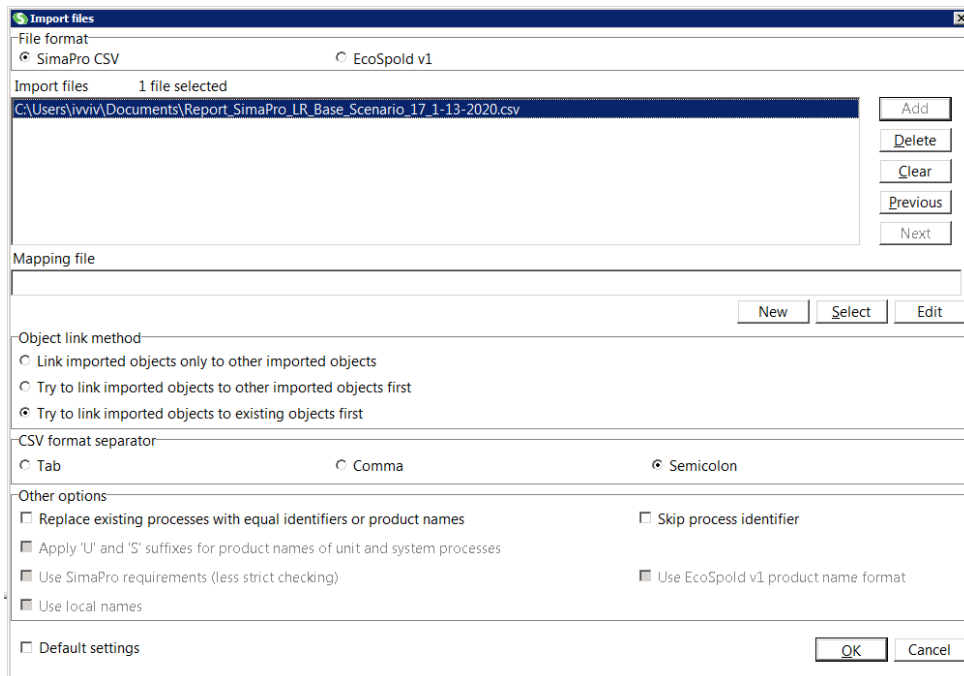 Import files
File format
SimaPro CSV EcoSpold v1
Import files 1 file selected
C:\Users\ivviv\Documents\Report_SimaPro_LR_Base_Scenario_17_1-13-2020.csv
Add
Delete
Clear
Previous
Next
Mapping file
New Select Edit
Object link method
Link imported objects only to other imported objects
Try to link imported objects to other imported objects first
Try to link imported objects to existing objects first
CSV format separator
Tab Comma Semicolon
Other options
Replace existing processes with equal identifiers or product names Skip process identifier
Apply 'U' and 'S' suffixes for product names of unit and system processes
Use SimaPro requirements (less strict checking) Use EcoSpold v1 product name format
Use local names
Default settings OK Cancel